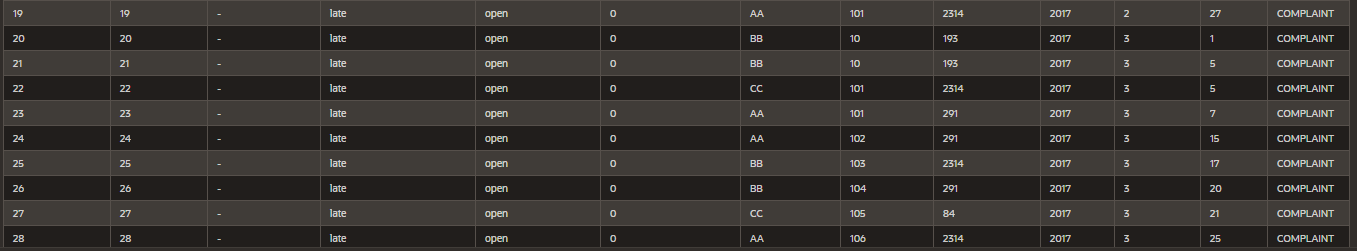 19 19 - late open 0 AA 101 2314 2017 2 27 COMPLAINT
20 20 - late open 0 BB 10 193 2017 3 1 COMPLAINT
21 21 - late open 0 BB 10 193 2017 3 5 COMPLAINT
22 22 - late open 0 CC 101 2314 2017 3 5 COMPLAINT
23 23 - late open 0 AA 101 291 2017 3 7 COMPLAINT
24 24 - late open 0 AA 102 291 2017 3 15 COMPLAINT
25 25 - late open 0 BB 103 2314 2017 3 17 COMPLAINT
26 26 - late open 0 BB 104 291 2017 3 20 COMPLAINT
27 27 - late open 0 CC 105 84 2017 3 21 COMPLAINT
28 28 - late open 0 AA 106 2314 2017 3 25 COMPLAINT